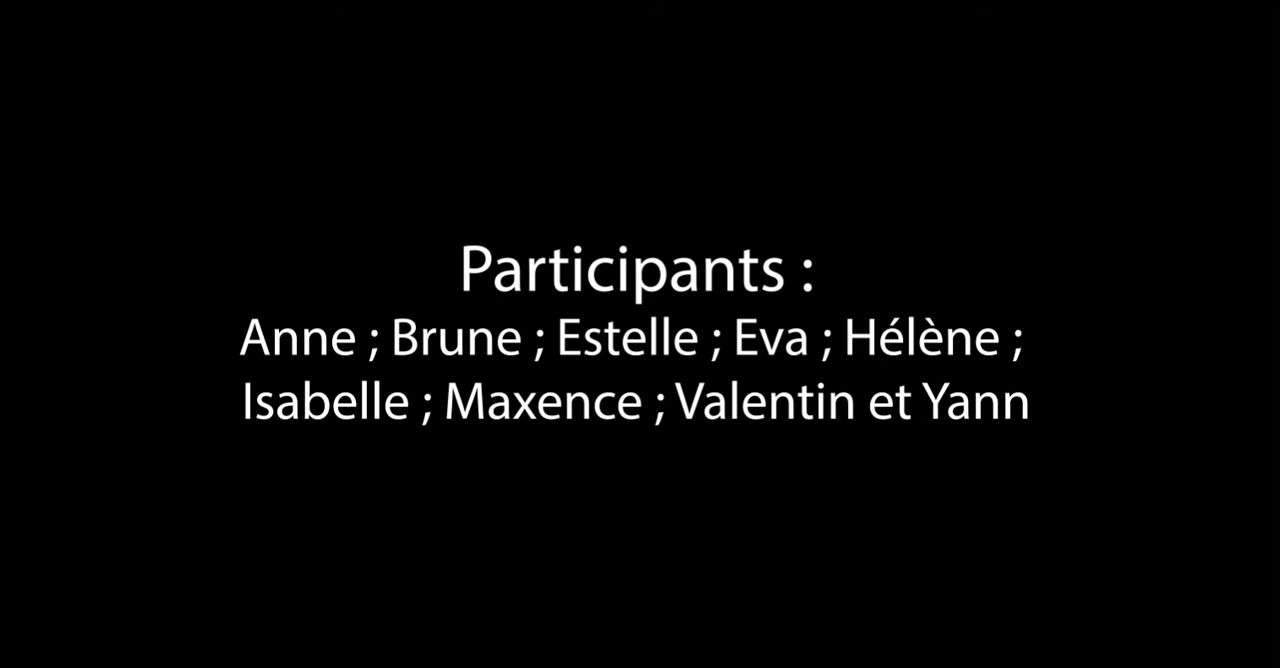 Participants :
Anne ; Brune ; Estelle ; Eva ; Hélène ;
Isabelle ; Maxence ; Valentin et Yann